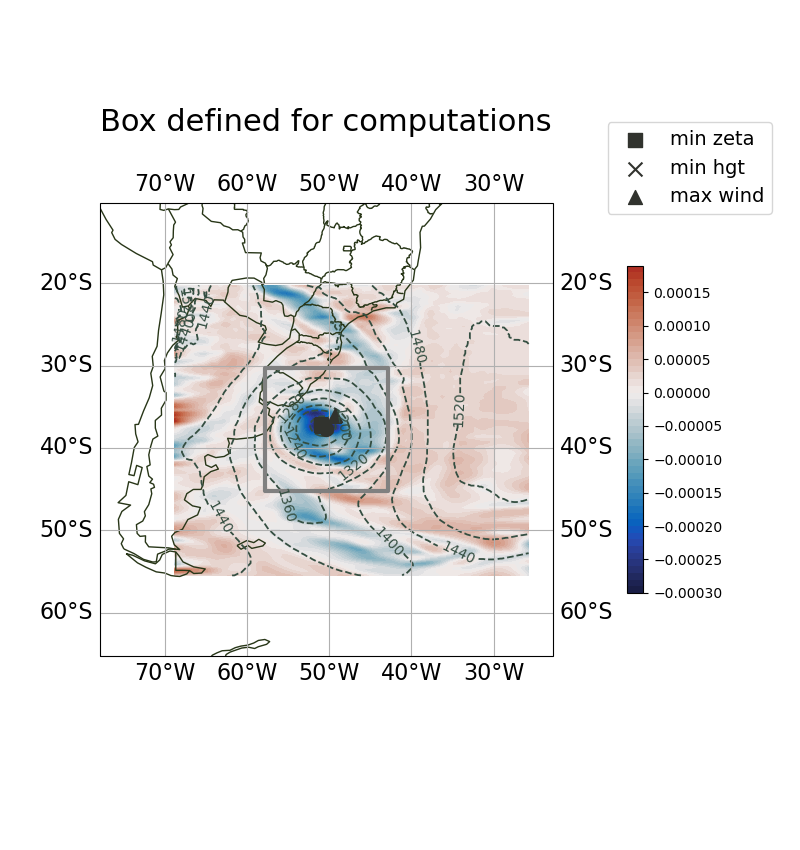 Box defined for computations
min zeta
min hgt
max wind
70°W 60°W 50°W 40°W 30°W
20°S 20°S
30°S 30°S
40°S 40°S
50°S 50°S
60°S 60°S
70°W 60°W 50°W 40°W 30°W
1480
1520
1320
1360
1440
1400
1440
0.00015
0.00010
0.00005
0.00000
−0.00005
−0.00010
−0.00015
−0.00020
−0.00025
−0.00030